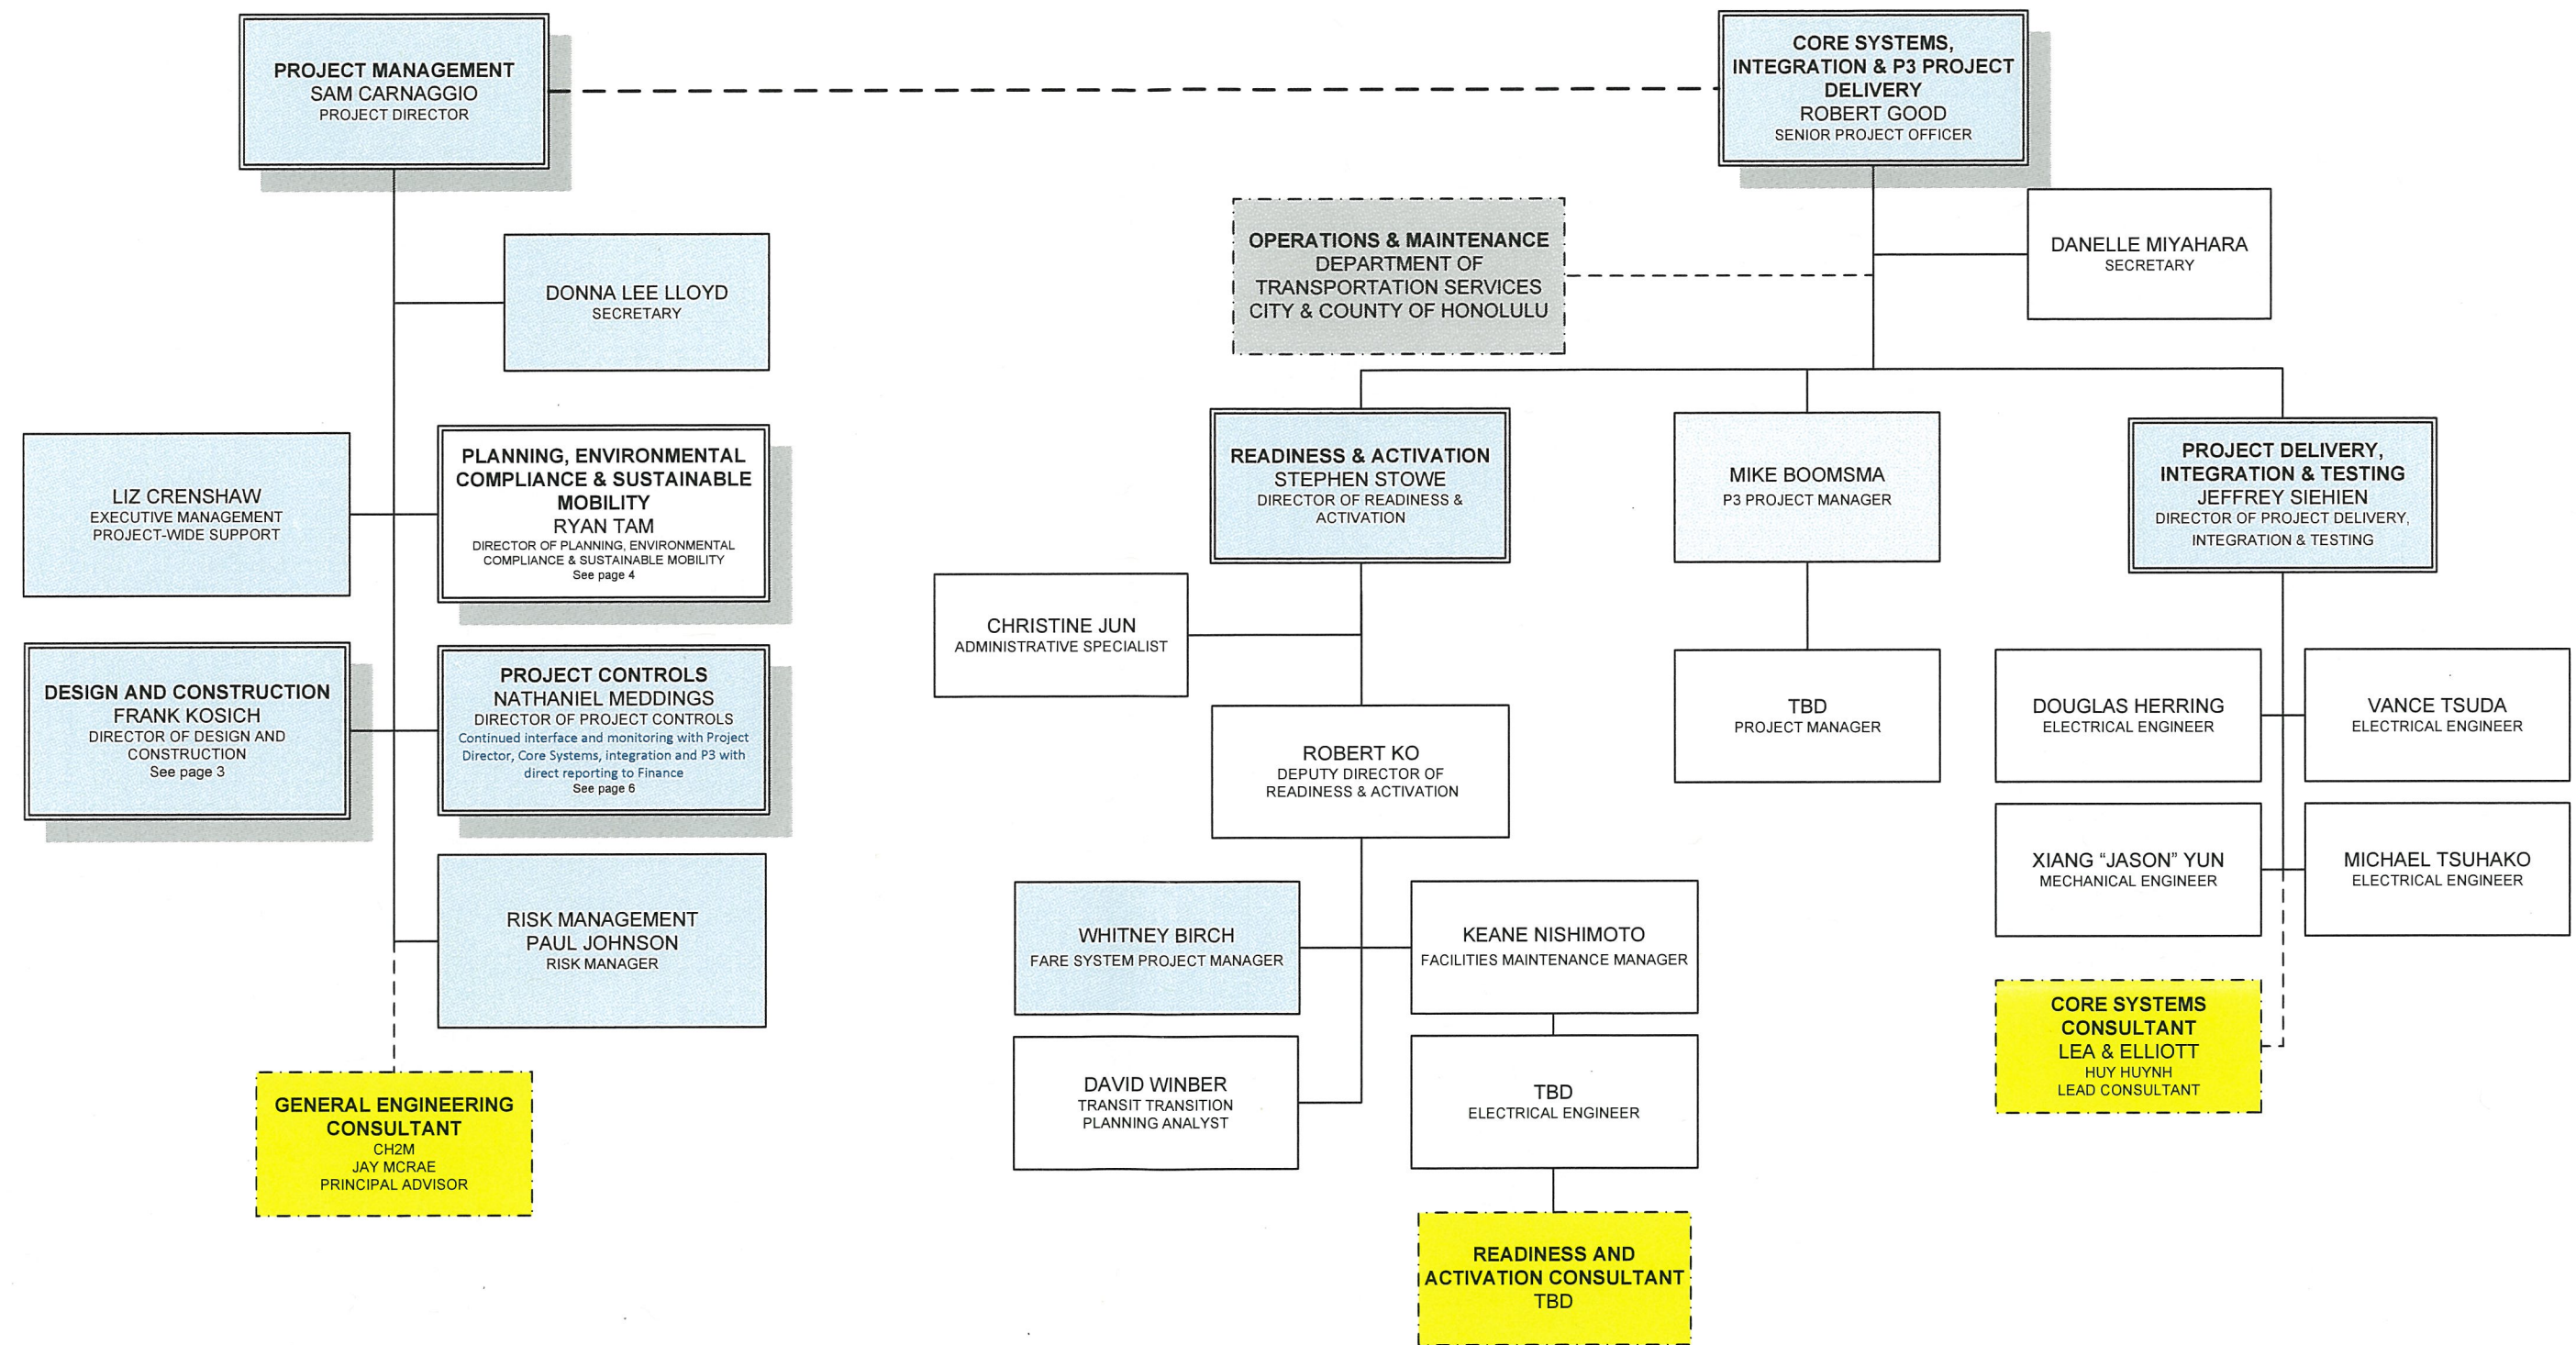 PROJECT MANAGEMENT
SAM CARNAGGIO
PROJECT DIRECTOR
CORE SYSTEMS,
INTEGRATION & P3 PROJECT
DELIVERY
ROBERT GOOD
SENIOR PROJECT OFFICER
OPERATIONS & MAINTENANCE
DEPARTMENT OF
TRANSPORTATION SERVICES
CITY & COUNTY OF HONOLULU
DANELLE MIYAHARA
SECRETARY
DONNA LEE LLOYD
SECRETARY
LIZ CRENSHAW
EXECUTIVE MANAGEMENT
PROJECT-WIDE SUPPORT
PLANNING, ENVIRONMENTAL
COMPLIANCE & SUSTAINABLE
MOBILITY
RYAN TAM
DIRECTOR OF PLANNING, ENVIRONMENTAL
COMPLIANCE & SUSTAINABLE MOBILITY
See page 4
DESIGN AND CONSTRUCTION
FRANK KOSICH
DIRECTOR OF DESIGN AND
CONSTRUCTION
See page 3
PROJECT CONTROLS
NATHANIEL MEDDINGS
DIRECTOR OF PROJECT CONTROLS
Continued interface and monitoring with Project
Director, Core Systems, integration and P3 with
direct reporting to Finance
See page 6
RISK MANAGEMENT
PAUL JOHNSON
RISK MANAGER
GENERAL ENGINEERING
CONSULTANT
CH2M
JAY MCRAE
PRINCIPAL ADVISOR
READINESS & ACTIVATION
STEPHEN STOWE
DIRECTOR OF READINESS &
ACTIVATION
MIKE BOOMSMA
P3 PROJECT MANAGER
PROJECT DELIVERY,
INTEGRATION & TESTING
JEFFREY SIEHIEN
DIRECTOR OF PROJECT DELIVERY,
INTEGRATION & TESTING
CHRISTINE JUN
ADMINISTRATIVE SPECIALIST
ROBERT KO
DEPUTY DIRECTOR OF
READINESS & ACTIVATION
TBD
PROJECT MANAGER
DOUGLAS HERRING
ELECTRICAL ENGINEER
VANCE TSUDA
ELECTRICAL ENGINEER
XIANG “JASON” YUN
MECHANICAL ENGINEER
MICHAEL TSUHAKO
ELECTRICAL ENGINEER
WHITNEY BIRCH
FARE SYSTEM PROJECT MANAGER
KEANE NISHIMOTO
FACILITIES MAINTENANCE MANAGER
DAVID WINBER
TRANSIT TRANSITION
PLANNING ANALYST
TBD
ELECTRICAL ENGINEER
CORE SYSTEMS
CONSULTANT
LEA & ELLIOTT
HUY HUYNH
LEAD CONSULTANT
READINESS AND
ACTIVATION CONSULTANT
TBD